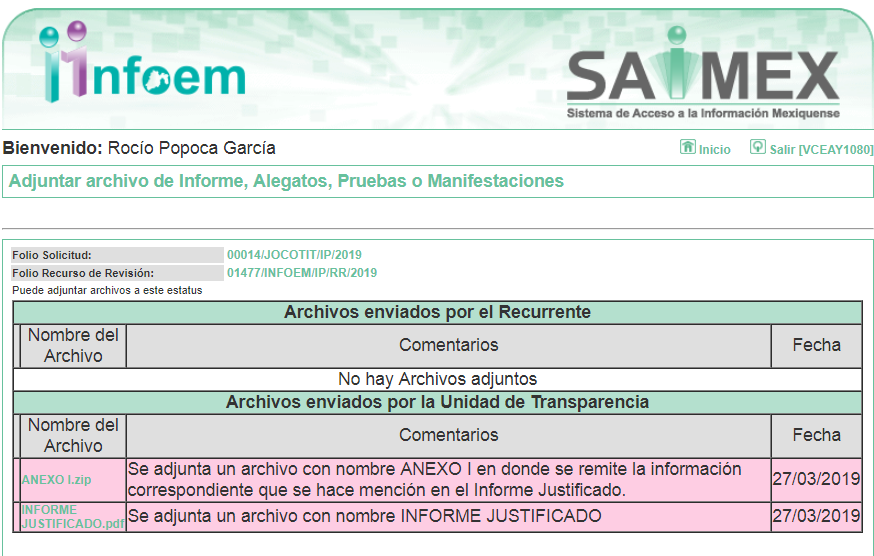 infoem
SAIMEX
Sistema de Acceso a la Información Mexiquense
Bienvenido: Rocío Popoca García
Inicio
Salir [VCEAY1080]
Adjuntar archivo de Informe, Alegatos, Pruebas o Manifestaciones
Folio Solicitud: 00014/JOCOTIT/IP/2019
Folio Recurso de Revisión: 01477/INFOEM/IP/RR/2019
Puede adjuntar archivos a este estatus
Archivos enviados por el Recurrente
Nombre del
Archivo
Comentarios
Fecha
No hay Archivos adjuntos
Archivos enviados por la Unidad de Transparencia
Nombre del
Archivo
Comentarios
Fecha
ANEXO I.zip
Se adjunta un archivo con nombre ANEXO I en donde se remite la información
correspondiente que se hace mención en el Informe Justificado.
27/03/2019
INFORME
JUSTIFICADO.pdf
Se adjunta un archivo con nombre INFORME JUSTIFICADO
27/03/2019